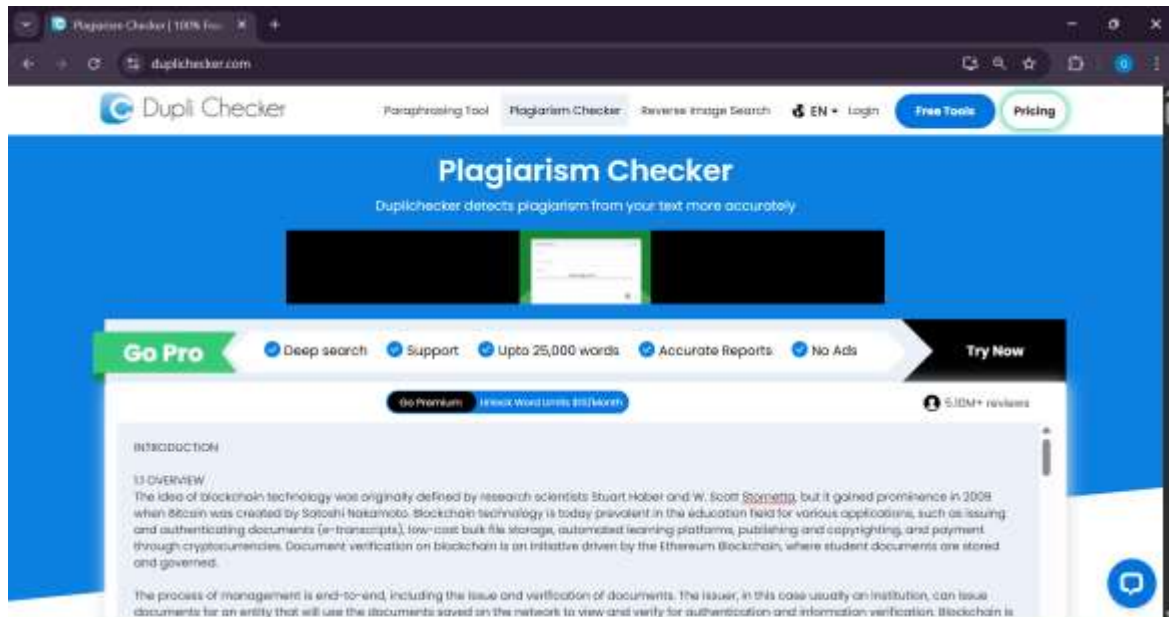 Plagiarism Checker | 100% Free
duplichecker.com
Dupli Checker
Paraphrasing Tool Plagiarism Checker Reverse Image Search EN Login Free Tools Pricing
Plagiarism Checker
Duplichecker detects plagiarism from your text more accurately
Go Pro Deep search Support Upto 25,000 words Accurate Reports No Ads Try Now
Go Premium Unlock Word Limits $10/Month
5.10M+ reviews
INTRODUCTION
1.1 OVERVIEW
The idea of blockchain technology was originally defined by research scientists Stuart Haber and W. Scott Stornetta, but it gained prominence in 2009
when Bitcoin was created by Satoshi Nakamoto. Blockchain technology is today prevalent in the education field for various applications, such as issuing
and authenticating documents (e-transcripts), low-cost bulk file storage, automated learning platforms, publishing and copyrighting, and payment
through cryptocurrencies. Document verification on blockchain is an initiative driven by the Ethereum Blockchain, where student documents are stored
and governed.
The process of management is end-to-end, including the issue and verification of documents. The issuer, in this case usually an institution, can issue
documents for an entity that will use the documents saved on the network to view and verify for authentication and information verification. Blockchain is